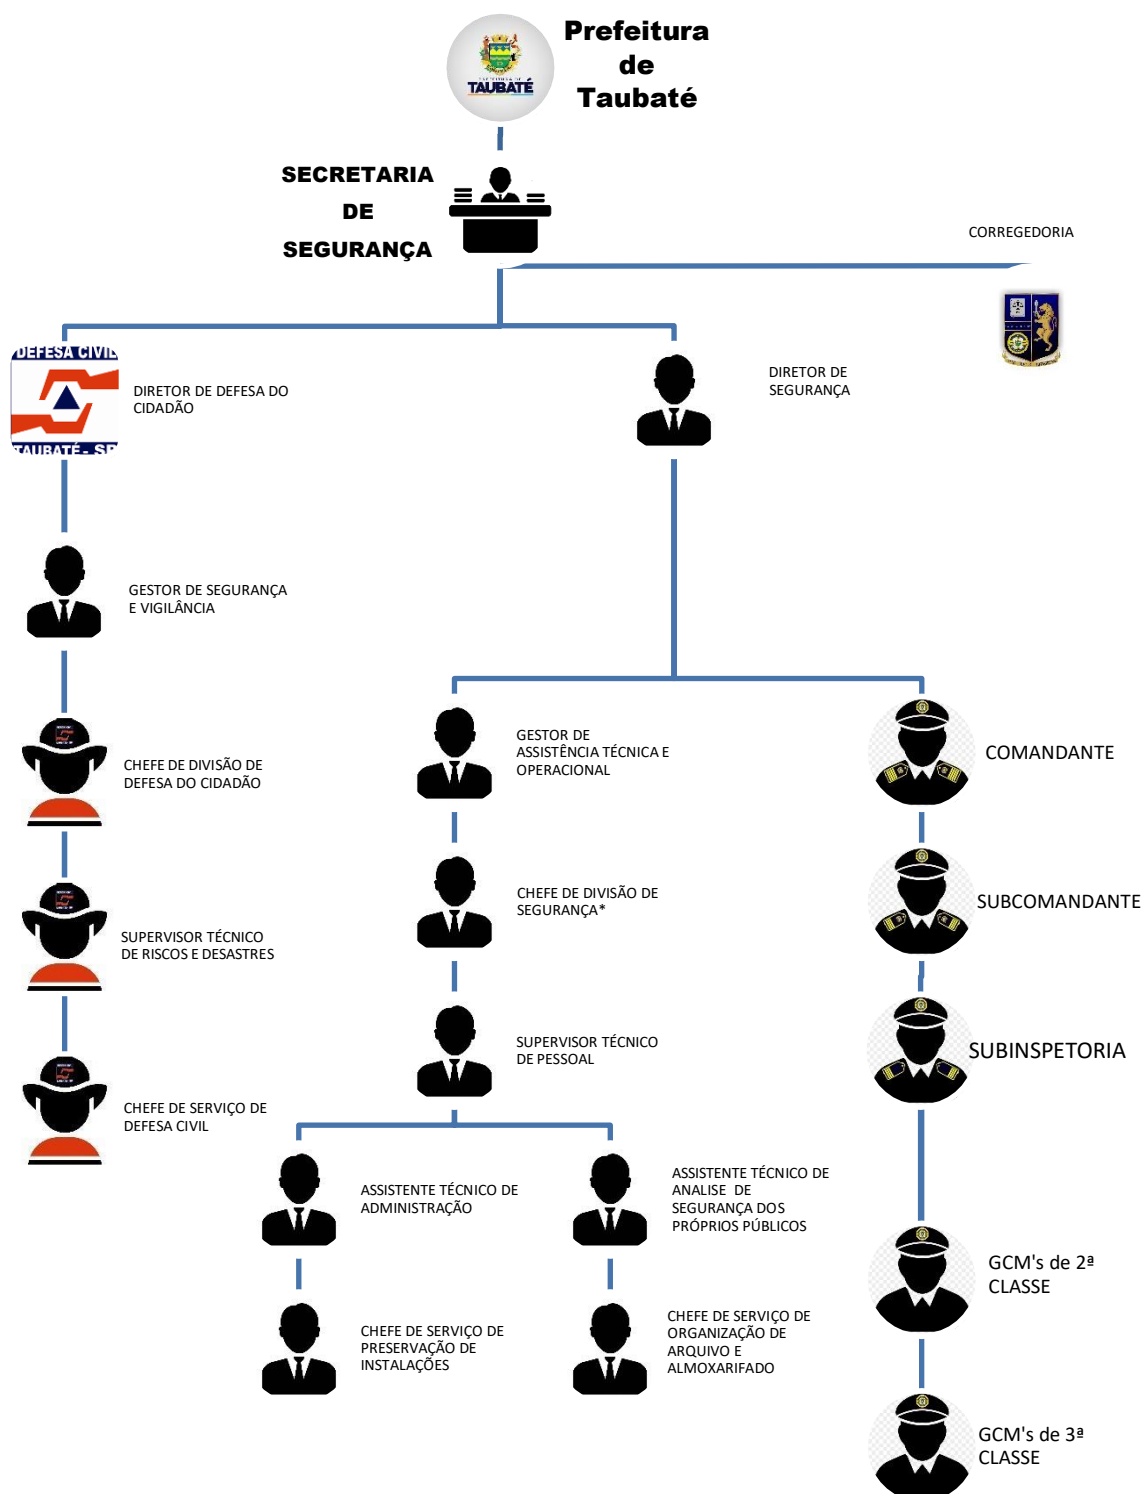 Prefeitura
de
Taubaté
PREFEITURA DE
TAUBATÉ
SECRETARIA
DE
SEGURANÇA
CORREGEDORIA
DEFESA CIVIL
TAUBATÉ - SP
DIRETOR DE DEFESA DO
CIDADÃO
DIRETOR DE
SEGURANÇA
GESTOR DE SEGURANÇA
E VIGILÂNCIA
CHEFE DE DIVISÃO DE
DEFESA DO CIDADÃO
GESTOR DE
ASSISTÊNCIA TÉCNICA E
OPERACIONAL
COMANDANTE
CHEFE DE DIVISÃO DE
SEGURANÇA*
SUBCOMANDANTE
SUPERVISOR TÉCNICO
DE RISCOS E DESASTRES
SUPERVISOR TÉCNICO
DE PESSOAL
SUBINSPETORIA
CHEFE DE SERVIÇO DE
DEFESA CIVIL
ASSISTENTE TÉCNICO DE
ADMINISTRAÇÃO
ASSISTENTE TÉCNICO DE
ANALISE DE
SEGURANÇA DOS
PRÓPRIOS PÚBLICOS
GCM's de 2ª
CLASSE
CHEFE DE SERVIÇO DE
PRESERVAÇÃO DE
INSTALAÇÕES
CHEFE DE SERVIÇO DE
ORGANIZAÇÃO DE
ARQUIVO E
ALMOXARIFADO
GCM's de 3ª
CLASSE